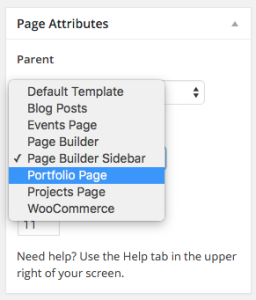 Page Attributes
Parent
Default Template
Blog Posts
Events Page
Page Builder
✓ Page Builder Sidebar
Portfolio Page
Projects Page
WooCommerce
11
Need help? Use the Help tab in the upper
right of your screen.